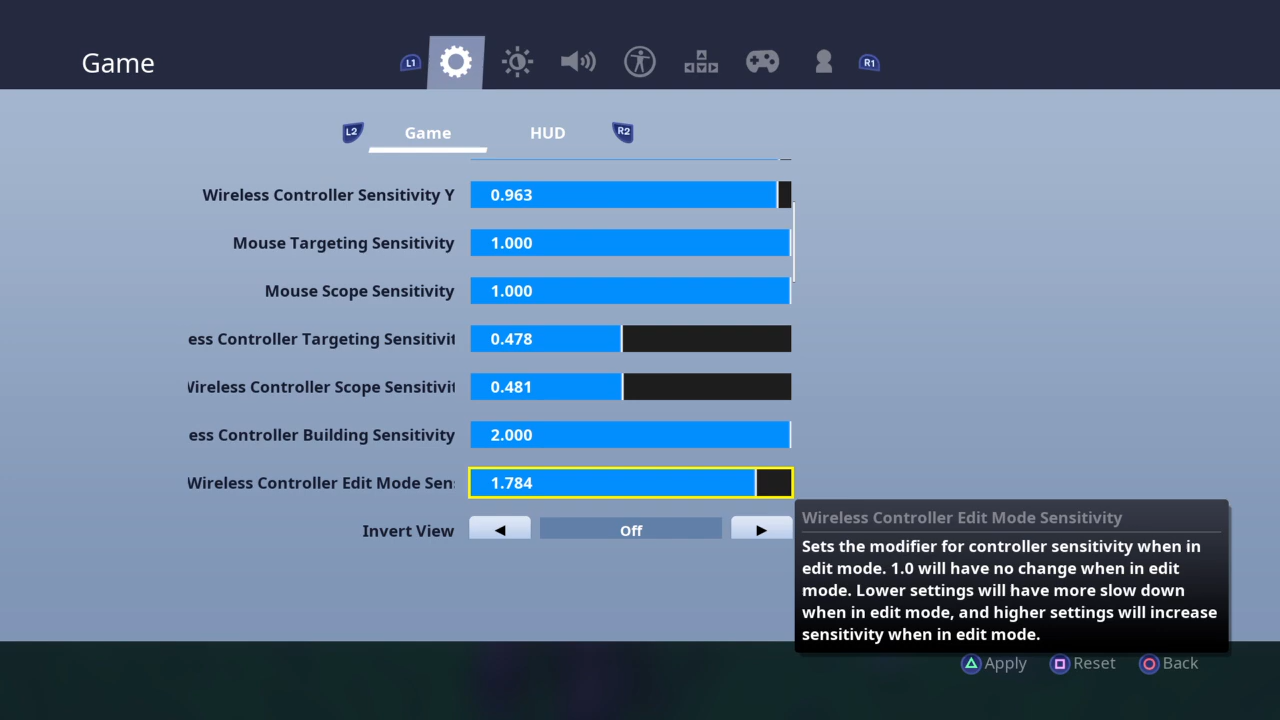 Game
L1
R1
L2
Game
HUD
R2
Wireless Controller Sensitivity Y
0.963
Mouse Targeting Sensitivity
1.000
Mouse Scope Sensitivity
1.000
ess Controller Targeting Sensitivit
0.478
Wireless Controller Scope Sensitivit
0.481
ess Controller Building Sensitivity
2.000
Wireless Controller Edit Mode Sens
1.784
Invert View
Off
Wireless Controller Edit Mode Sensitivity
Sets the modifier for controller sensitivity when in
edit mode. 1.0 will have no change when in edit
mode. Lower settings will have more slow down
when in edit mode, and higher settings will increase
sensitivity when in edit mode.
Apply
Reset
Back